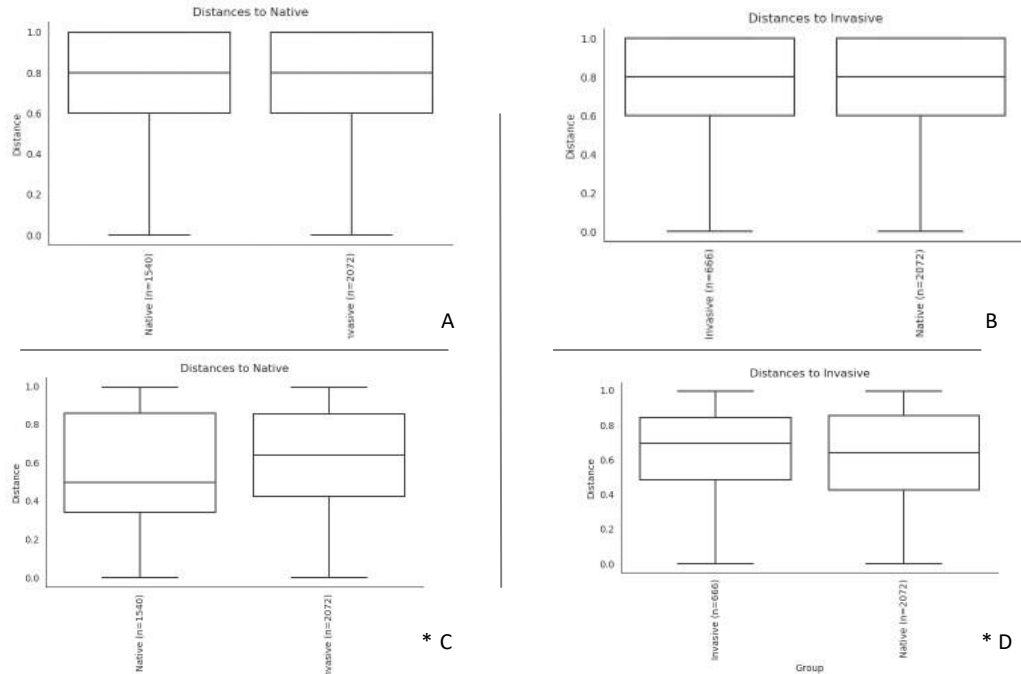 Distances to Native
1.0
0.8
0.6
0.4
0.2
0.0
Distance
Native (n=1540)
nvasive (n=2072)
A
Distances to Invasive
1.0
0.8
0.6
0.4
0.2
0.0
Distance
Invasive (n=666)
Native (n=2072)
B
Distances to Native
1.0
0.8
0.6
0.4
0.2
0.0
Distance
Native (n=1540)
nvasive (n=2072)
* C
Distances to Invasive
1.0
0.8
0.6
0.4
0.2
0.0
Distance
Invasive (n=666)
Native (n=2072)
Group
* D